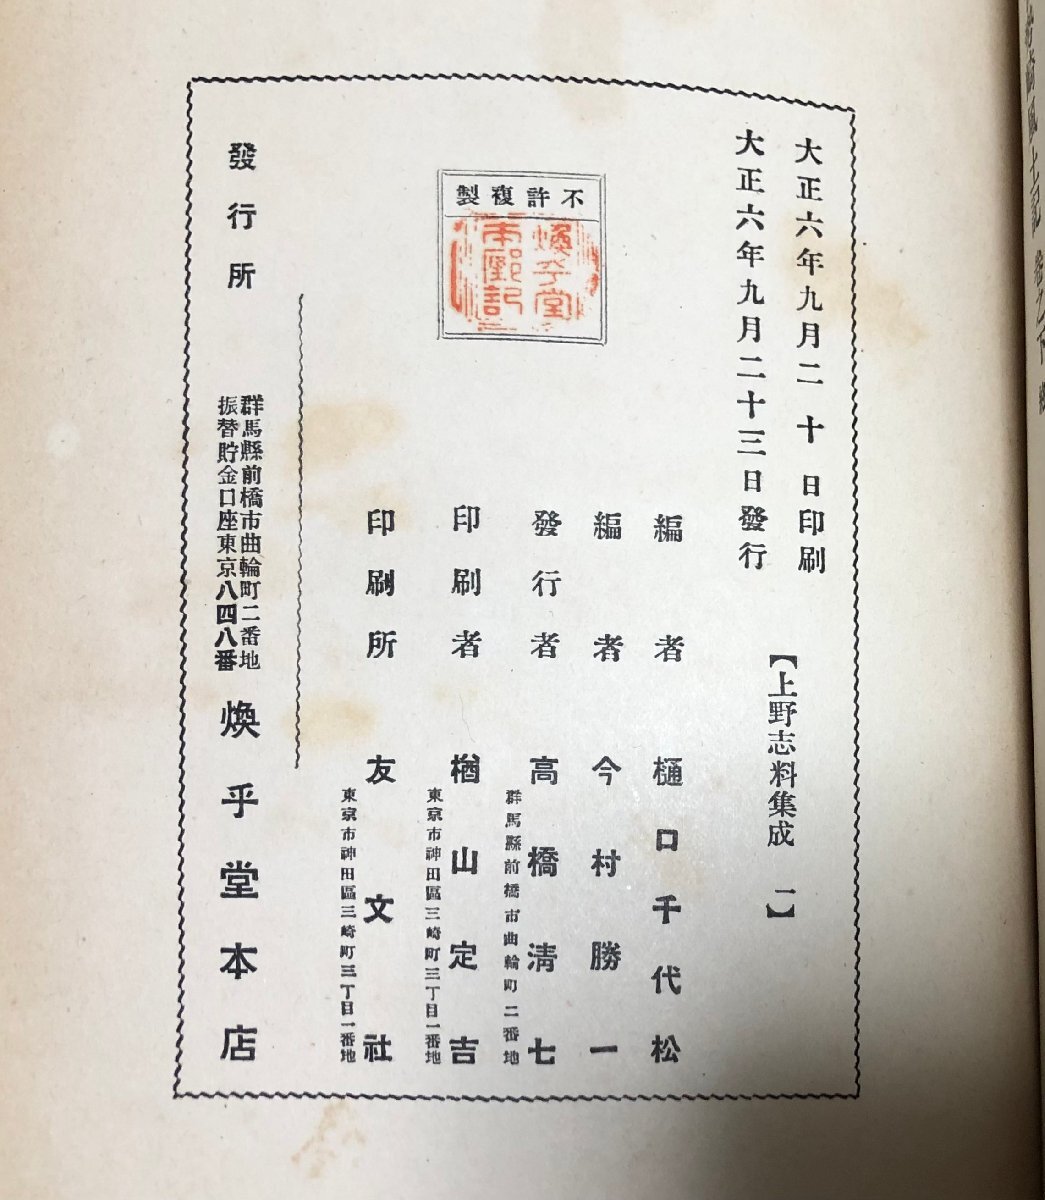 大正六年九月二十日印刷
大正六年九月二十三日發行
【上野志料集成 一】
不許複製
煥乎堂
編者 樋口千代松
編者 今村勝一
發行者 高橋淸七
群馬縣前橋市曲輪町二番地
印刷者 楢山定吉
東京市神田區三崎町三丁目一番地
印刷所 友文社
東京市神田區三崎町三丁目一番地
發行所
群馬縣前橋市曲輪町二番地
振替貯金口座東京八四八番
煥乎堂本店